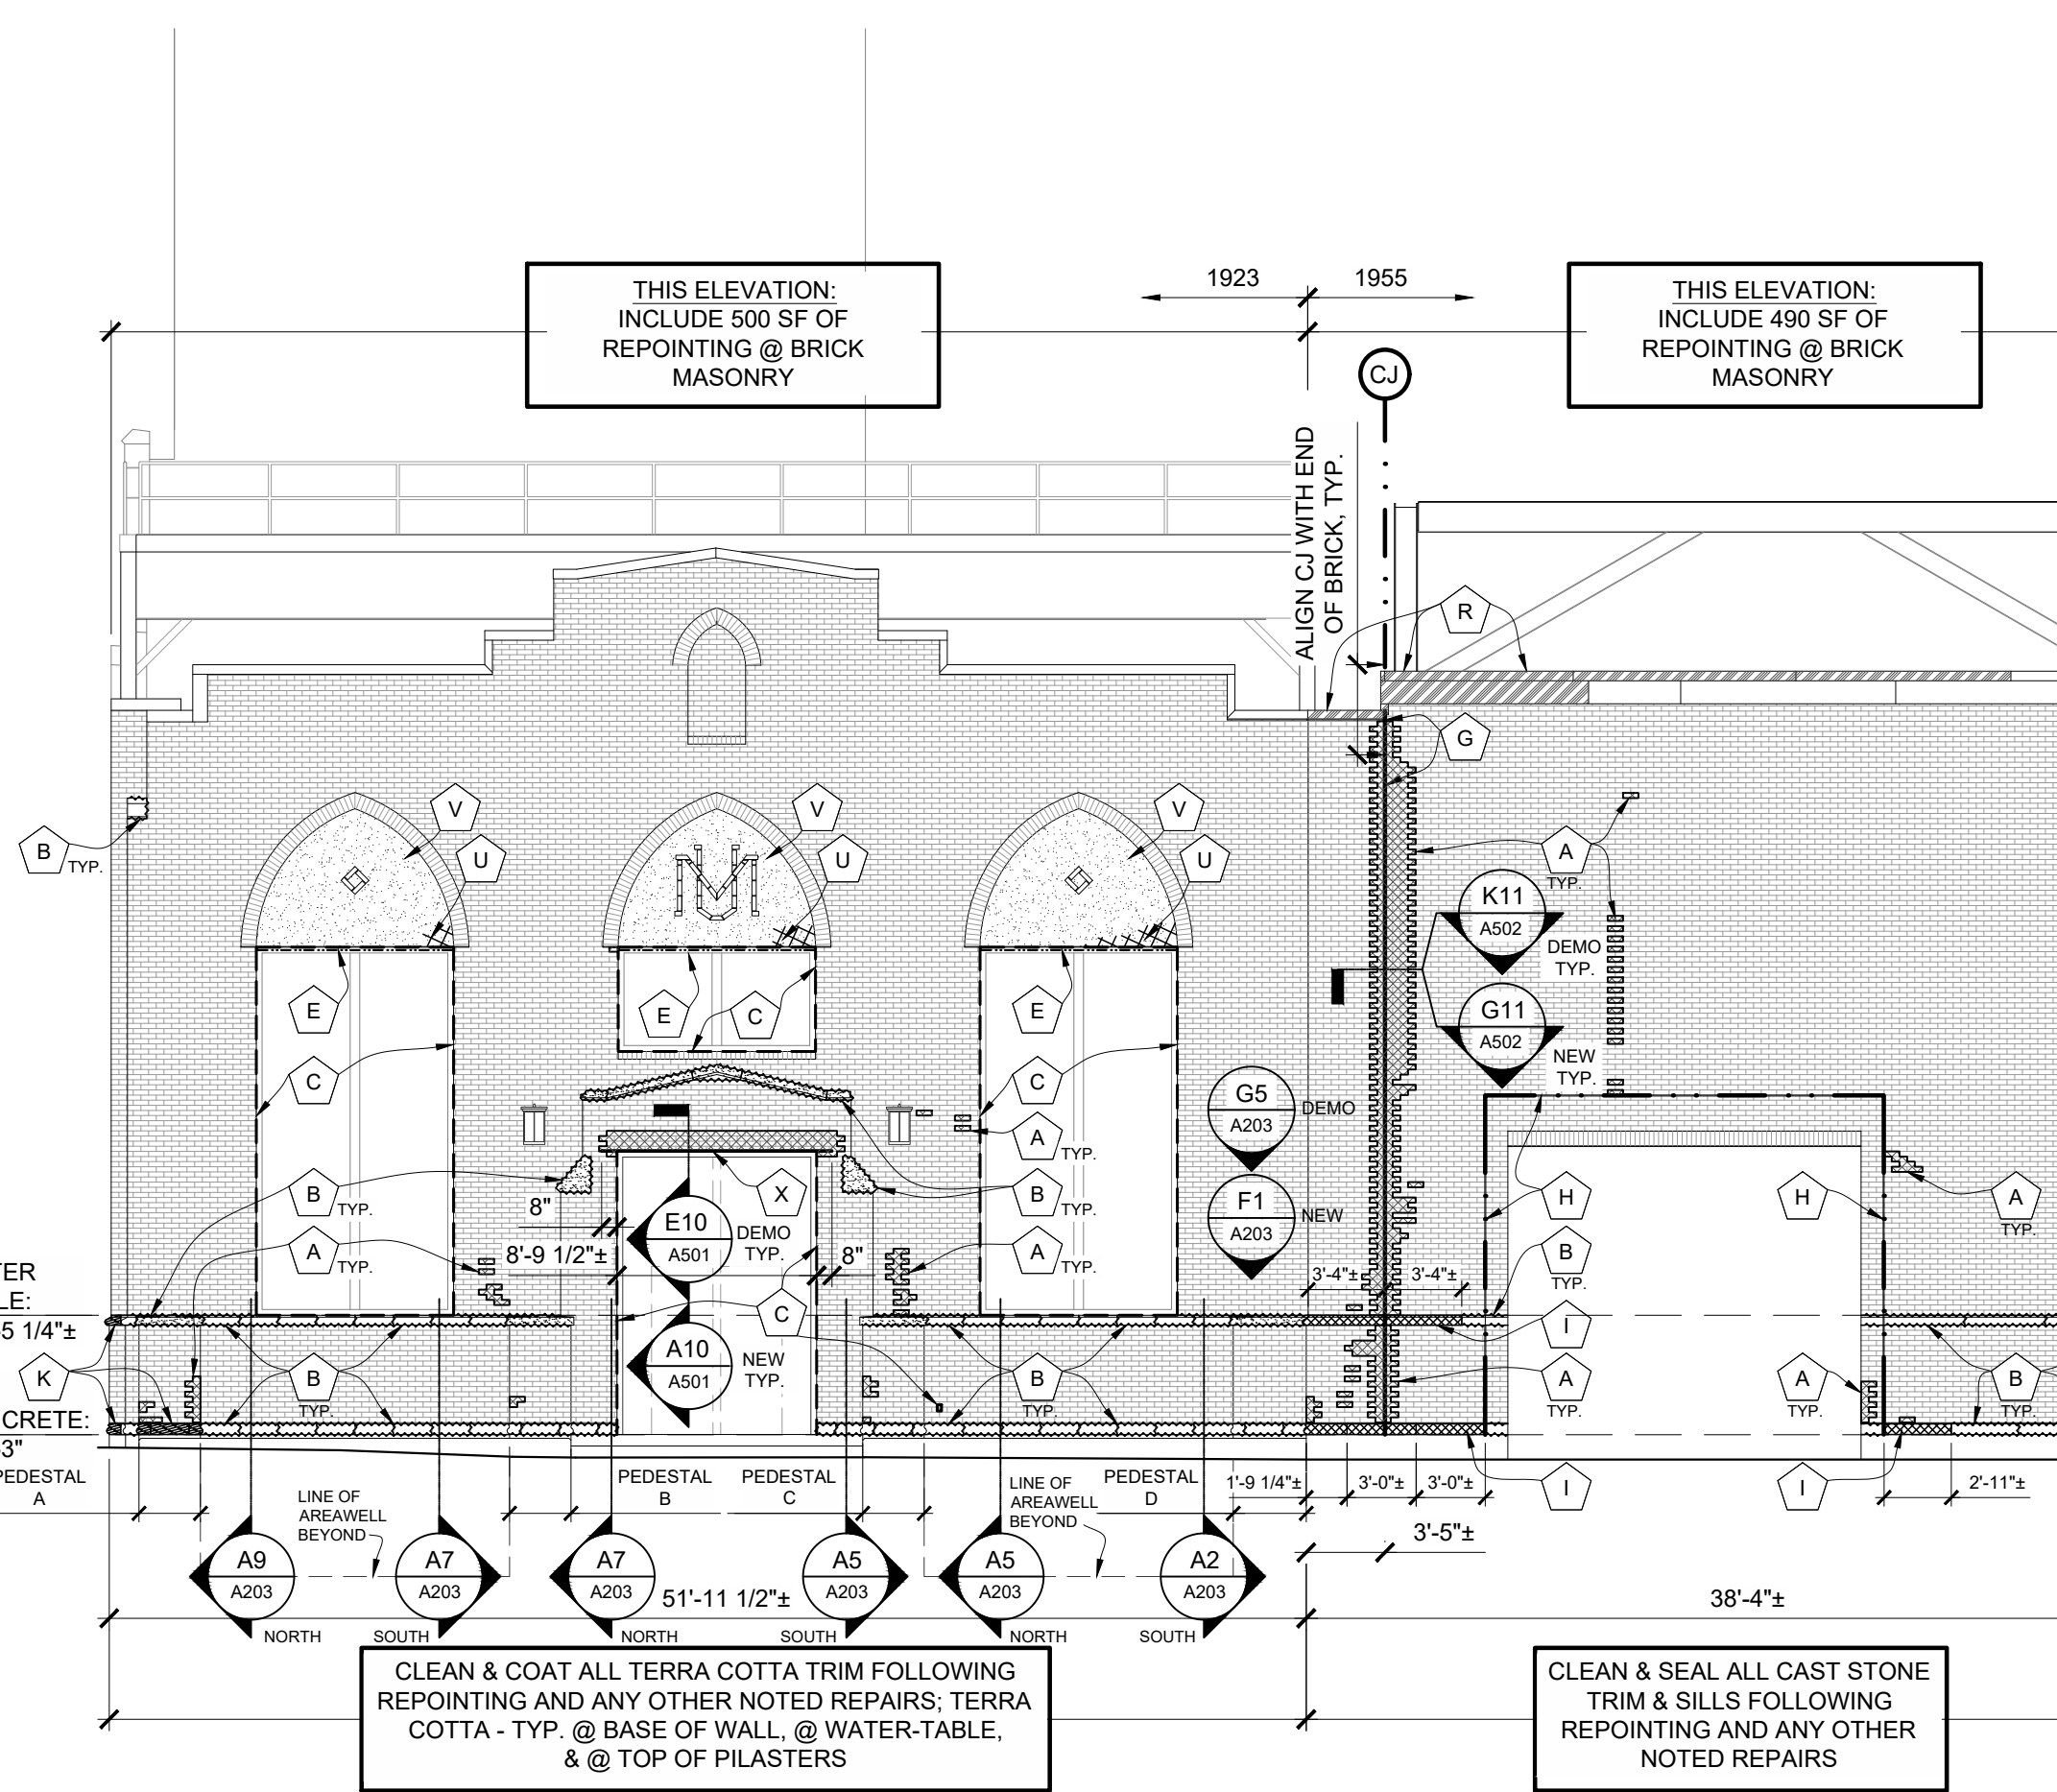 THIS ELEVATION:
INCLUDE 500 SF OF
REPOINTING @ BRICK
MASONRY
1923
1955
THIS ELEVATION:
INCLUDE 490 SF OF
REPOINTING @ BRICK
MASONRY
CJ
ALIGN CJ WITH END
OF BRICK, TYP.
R
G
B
TYP.
V
U
V
U
V
U
A
TYP.
K11
A502
DEMO
TYP.
G11
A502
NEW
TYP.
E
E
C
E
C
C
A
TYP.
G5
A203
DEMO
F1
A203
NEW
B
TYP.
A
TYP.
X
8"
E10
A501
DEMO
TYP.
8'-9 1/2"±
8"
B
TYP.
A
TYP.
H
H
A
TYP.
B
TYP.
3'-4"±
3'-4"±
TER
LE:
-5 1/4"±
K
B
TYP.
C
A10
A501
NEW
TYP.
B
TYP.
I
A
TYP.
A
TYP.
B
TYP.
CRETE:
3"
PEDESTAL
A
LINE OF
AREAWELL
BEYOND
PEDESTAL
B
PEDESTAL
C
LINE OF
AREAWELL
BEYOND
PEDESTAL
D
1'-9 1/4"±
3'-0"±
3'-0"±
I
I
2'-11"±
3'-5"±
A9
A203
NORTH
A7
A203
SOUTH
A7
A203
NORTH
51'-11 1/2"±
A5
A203
SOUTH
A5
A203
NORTH
A2
A203
SOUTH
38'-4"±
CLEAN & COAT ALL TERRA COTTA TRIM FOLLOWING
REPOINTING AND ANY OTHER NOTED REPAIRS; TERRA
COTTA - TYP. @ BASE OF WALL, @ WATER-TABLE,
& @ TOP OF PILASTERS
CLEAN & SEAL ALL CAST STONE
TRIM & SILLS FOLLOWING
REPOINTING AND ANY OTHER
NOTED REPAIRS